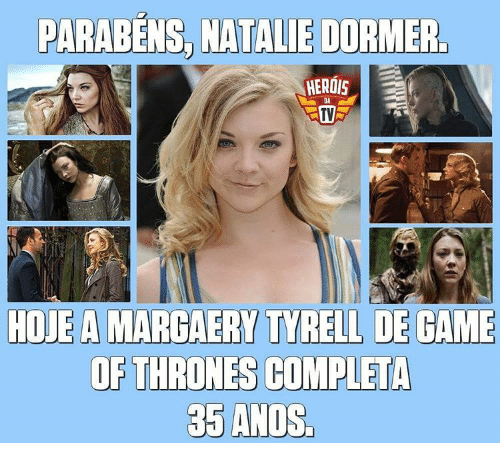 PARABÉNS, NATALIE DORMER.
HERÓIS
DA
TV
HOJE A MARGAERY TYRELL DE GAME
OF THRONES COMPLETA
35 ANOS.